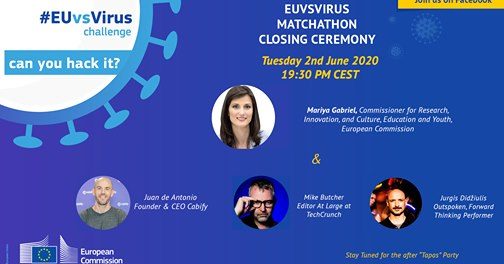 Join us on Facebook
#EUvsVirus
challenge
can you hack it?
EUVSVIRUS
MATCHATHON
CLOSING CEREMONY
Tuesday 2nd June 2020
19:30 PM CEST
Mariya Gabriel, Commissioner for Research,
Innovation, and Culture, Education and Youth,
European Commission
&
Juan de Antonio
Founder & CEO Cabify
Mike Butcher
Editor At Large at
TechCrunch
Jurgis Didžiulis
Outspoken, Forward
Thinking Performer
European
Commission
Stay Tuned for the after "Tapas" Party